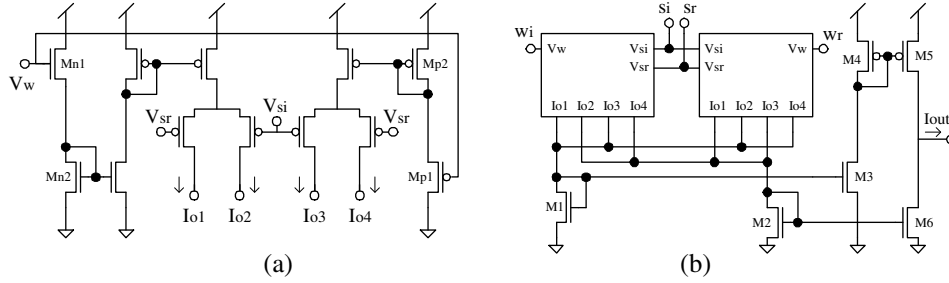 Mn1
Mp2
Vw
Vsr
Vsi
Vsr
Mn2
Mp1
Io1
Io2
Io3
Io4
(a)
Si Sr
Wi
Vw
Vsi
Vsr
Io1 Io2 Io3 Io4
Vsi
Vsr
Vw
Wr
Io1 Io2 Io3 Io4
M4
M5
Iout
M1
M2
M3
M6
(b)